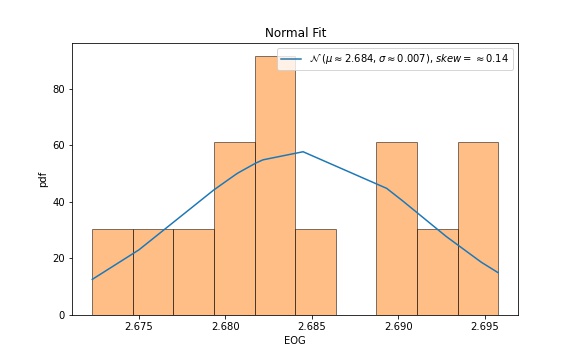 Normal Fit
𝒩 (μ ≈ 2.684, σ ≈ 0.007), skew = ≈ 0.14
pdf
80
60
40
20
0
2.675 2.680 2.685 2.690 2.695
EOG